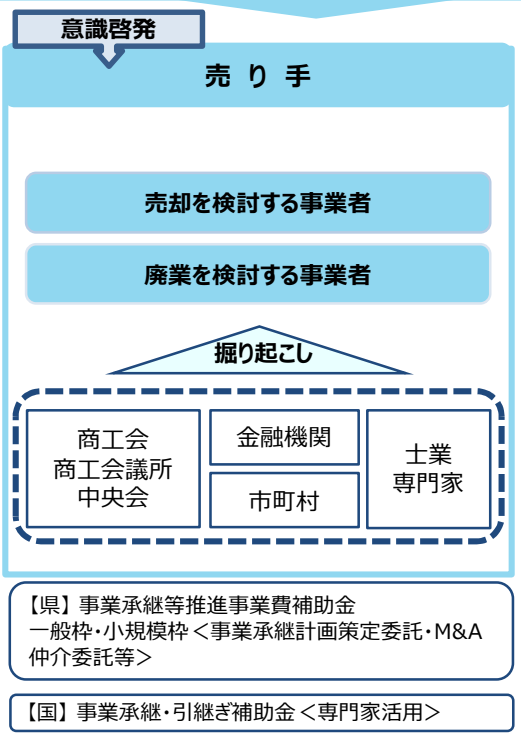 意識啓発
売り手
売却を検討する事業者
廃業を検討する事業者
掘り起こし
商工会
商工会議所
中央会
金融機関
市町村
士業
専門家
【県】事業承継等推進事業費補助金
一般枠・小規模枠＜事業承継計画策定委託・M&A
仲介委託等＞
【国】事業承継・引継ぎ補助金＜専門家活用＞